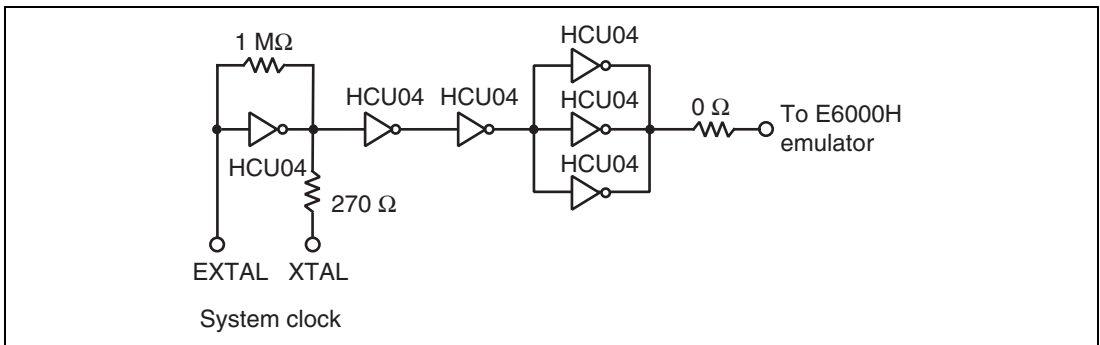 HCU04
1 MΩ
HCU04 HCU04
HCU04
0 Ω
To E6000H
emulator
HCU04
HCU04
270 Ω
EXTAL XTAL
System clock